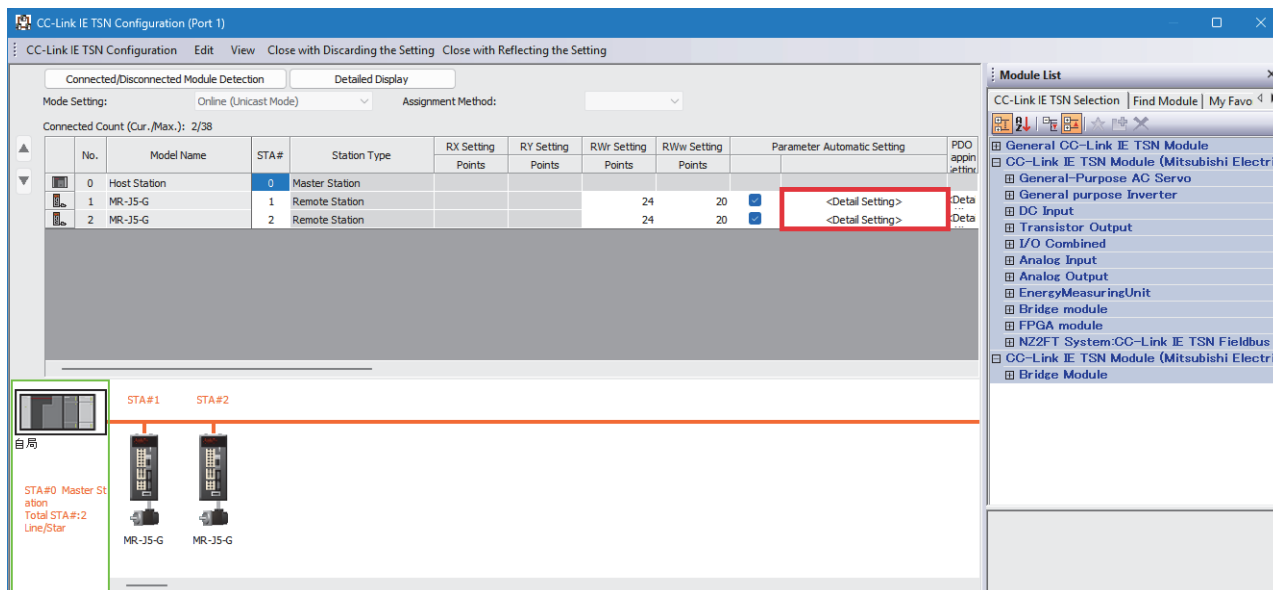 CC-Link IE TSN Configuration (Port 1)
CC-Link IE TSN Configuration Edit View Close with Discarding the Setting Close with Reflecting the Setting
Connected/Disconnected Module Detection Detailed Display
Mode Setting: Online (Unicast Mode) Assignment Method:
Connected Count (Cur./Max.): 2/38
No. Model Name STA# Station Type RX Setting RY Setting RWr Setting RWw Setting Parameter Automatic Setting PDO
Points Points Points Points
0 Host Station 0 Master Station
1 MR-J5-G 1 Remote Station 24 20 <Detail Setting> <Deta
...
2 MR-J5-G 2 Remote Station 24 20 <Detail Setting> <Deta
...
STA#1 STA#2
自局
STA#0 Master St
ation
Total STA#:2
Line/Star
MR-J5-G MR-J5-G
Module List
CC-Link IE TSN Selection Find Module My Favo
General CC-Link IE TSN Module
CC-Link IE TSN Module (Mitsubishi Electri
General-Purpose AC Servo
General purpose Inverter
DC Input
Transistor Output
I/O Combined
Analog Input
Analog Output
EnergyMeasuringUnit
Bridge module
FPGA module
NZ2FT System:CC-Link IE TSN Fieldbus
CC-Link IE TSN Module (Mitsubishi Electri
Bridge Module